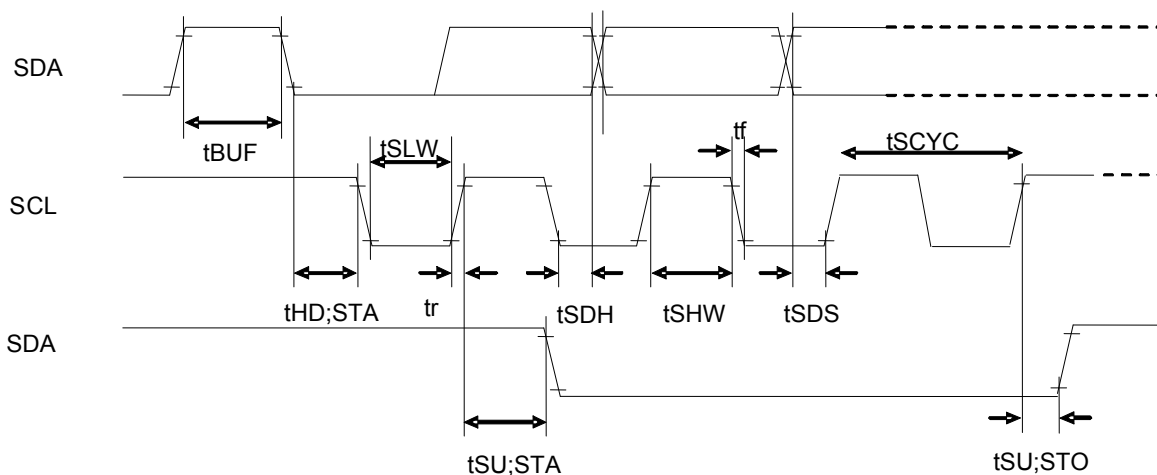 SDA
tBUF
tSLW
tf
tSCYC
SCL
tHD;STA
tr
tSDH
tSHW
tSDS
SDA
tSU;STA
tSU;STO